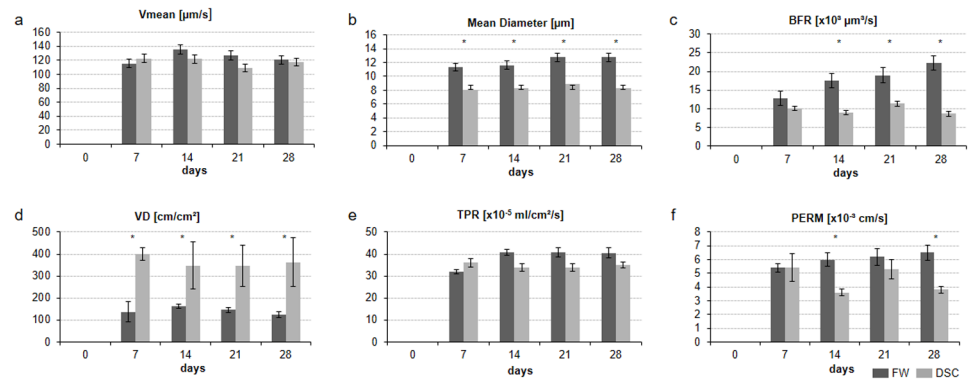 a
Vmean [µm/s]
160
140
120
100
80
60
40
20
0
0 7 14 21 28
days
b
Mean Diameter [µm]
16
14
12
10
8
6
4
2
0
* * * *
0 7 14 21 28
days
c
BFR [x10³ µm³/s]
30
25
20
15
10
5
0
* * *
0 7 14 21 28
days
d
VD [cm/cm²]
500
400
300
200
100
0
* * * *
0 7 14 21 28
days
e
TPR [x10⁻⁵ ml/cm²/s]
50
40
30
20
10
0
0 7 14 21 28
days
f
PERM [x10⁻³ cm/s]
8
7
6
5
4
3
2
1
0
* *
0 7 14 21 28
days
FW DSC